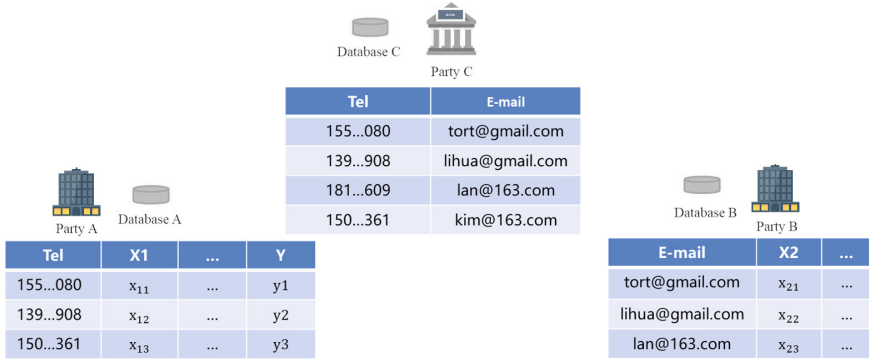 Database C
Party C
Tel E-mail
155...080 tort@gmail.com
139...908 lihua@gmail.com
181...609 lan@163.com
150...361 kim@163.com
Party A
Database A
Tel X1 ... Y
155...080 x₁₁ ... y1
139...908 x₁₂ ... y2
150...361 x₁₃ ... y3
Database B
Party B
E-mail X2 ...
tort@gmail.com x₂₁ ...
lihua@gmail.com x₂₂ ...
lan@163.com x₂₃ ...